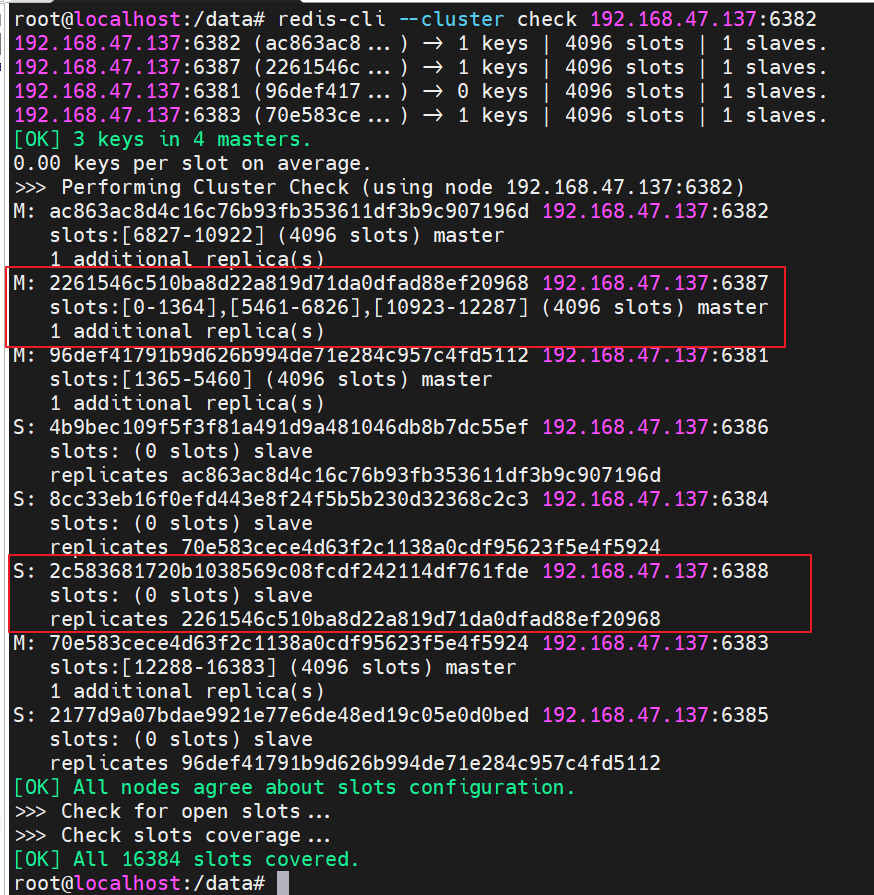 root@localhost:/data# redis-cli --cluster check 192.168.47.137:6382
192.168.47.137:6382 (ac863ac8...) -> 1 keys | 4096 slots | 1 slaves.
192.168.47.137:6387 (2261546c...) -> 1 keys | 4096 slots | 1 slaves.
192.168.47.137:6381 (96def417...) -> 0 keys | 4096 slots | 1 slaves.
192.168.47.137:6383 (70e583ce...) -> 1 keys | 4096 slots | 1 slaves.
[OK] 3 keys in 4 masters.
0.00 keys per slot on average.
>>> Performing Cluster Check (using node 192.168.47.137:6382)
M: ac863ac8d4c16c76b93fb353611df3b9c907196d 192.168.47.137:6382
   slots:[6827-10922] (4096 slots) master
   1 additional replica(s)
M: 2261546c510ba8d22a819d71da0dfad88ef20968 192.168.47.137:6387
   slots:[0-1364],[5461-6826],[10923-12287] (4096 slots) master
   1 additional replica(s)
M: 96def41791b9d626b994de71e284c957c4fd5112 192.168.47.137:6381
   slots:[1365-5460] (4096 slots) master
   1 additional replica(s)
S: 4b9bec109f5f3f81a491d9a481046db8b7dc55ef 192.168.47.137:6386
   slots: (0 slots) slave
   replicates ac863ac8d4c16c76b93fb353611df3b9c907196d
S: 8cc33eb16f0efd443e8f24f5b5b230d32368c2c3 192.168.47.137:6384
   slots: (0 slots) slave
   replicates 70e583cece4d63f2c1138a0cdf95623f5e4f5924
S: 2c583681720b1038569c08fcdf242114df761fde 192.168.47.137:6388
   slots: (0 slots) slave
   replicates 2261546c510ba8d22a819d71da0dfad88ef20968
M: 70e583cece4d63f2c1138a0cdf95623f5e4f5924 192.168.47.137:6383
   slots:[12288-16383] (4096 slots) master
   1 additional replica(s)
S: 2177d9a07bdae9921e77e6de48ed19c05e0d0bed 192.168.47.137:6385
   slots: (0 slots) slave
   replicates 96def41791b9d626b994de71e284c957c4fd5112
[OK] All nodes agree about slots configuration.
>>> Check for open slots...
>>> Check slots coverage...
[OK] All 16384 slots covered.
root@localhost:/data#